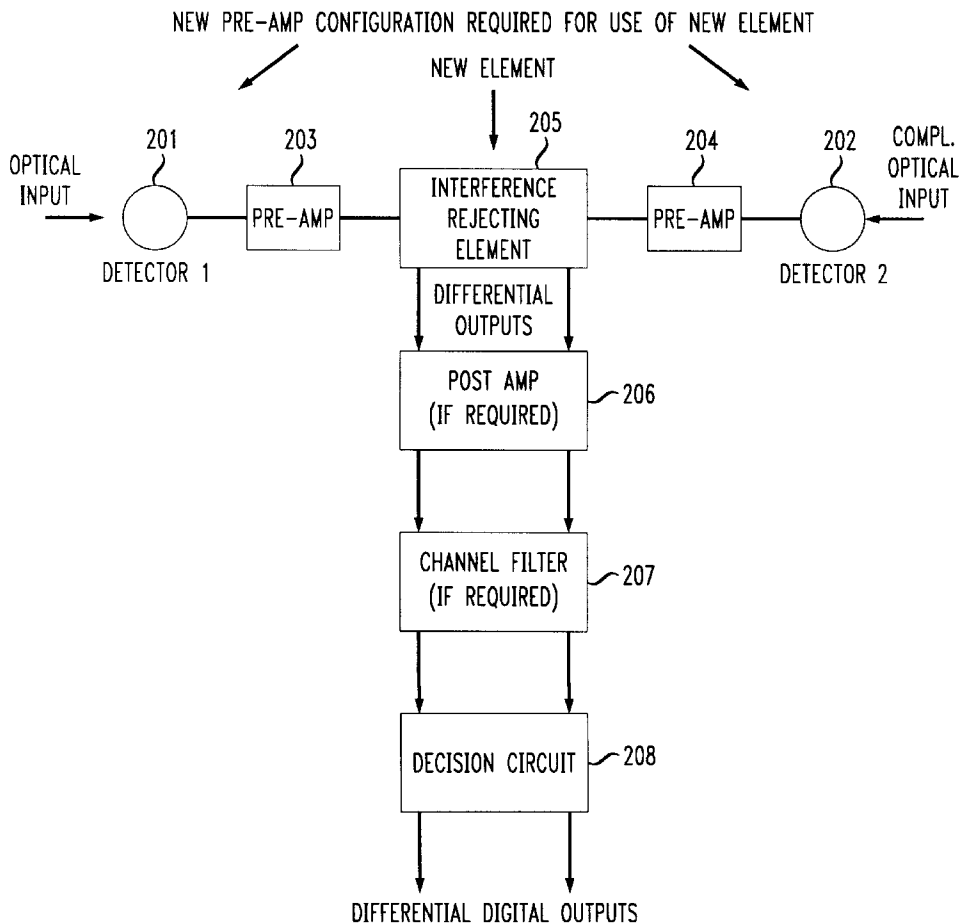 NEW PRE-AMP CONFIGURATION REQUIRED FOR USE OF NEW ELEMENT
NEW ELEMENT
201
203
205
204
202
OPTICAL
INPUT
COMPL.
OPTICAL
INPUT
PRE-AMP
INTERFERENCE
REJECTING
ELEMENT
PRE-AMP
DETECTOR 1
DETECTOR 2
DIFFERENTIAL
OUTPUTS
POST AMP
(IF REQUIRED)
206
CHANNEL FILTER
(IF REQUIRED)
207
DECISION CIRCUIT
208
DIFFERENTIAL DIGITAL OUTPUTS